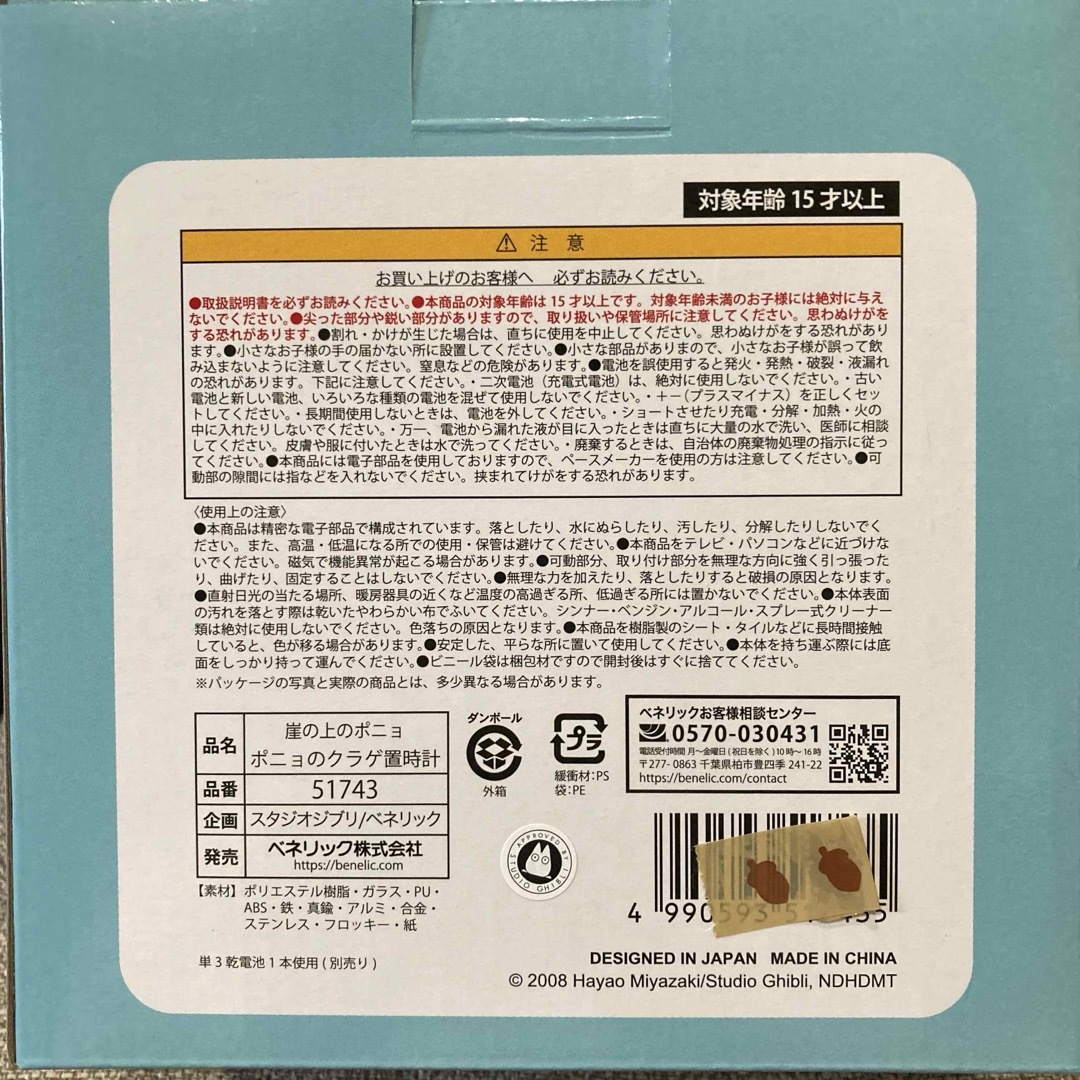 対象年齢 15 才以上
⚠ 注 意
お買い上げのお客様へ 必ずお読みください。
●取扱説明書を必ずお読みください。●本商品の対象年齢は 15 才以上です。対象年齢未満のお子様には絶対に与え
ないでください。●尖った部分や鋭い部分がありますので、取り扱いや保管場所に注意してください。思わぬけがを
する恐れがあります。●割れ・かけが生じた場合は、直ちに使用を中止してください。思わぬけがをする恐れがあり
ます。●小さなお子様の手の届かない所に設置してください。●小さな部品がありまので、小さなお子様が誤って飲
み込まないように注意してください。窒息などの危険があります。●電池を誤使用すると発火・発熱・破裂・液漏れ
の恐れがあります。下記に注意してください。・二次電池（充電式電池）は、絶対に使用しないでください。・古い
電池と新しい電池、いろいろな種類の電池を混ぜて使用しないでください。・＋－（プラスマイナス）を正しくセッ
トしてください。・長期間使用しないときは、電池を外してください。・ショートさせたり充電・分解・加熱・火の
中に入れたりしないでください。・万一、電池から漏れた液が目に入ったときは直ちに大量の水で洗い、医師に相談
してください。皮膚や服に付いたときは水で洗ってください。・廃棄するときは、自治体の廃棄物処理の指示に従っ
てください。●本商品には電子部品を使用しておりますので、ペースメーカーを使用の方は注意してください。●可
動部の隙間には指などを入れないでください。挟まれてけがをする恐れがあります。
〈使用上の注意〉
●本商品は精密な電子部品で構成されています。落としたり、水にぬらしたり、汚したり、分解したりしないでく
ださい。また、高温・低温になる所での使用・保管は避けてください。●本商品をテレビ・パソコンなどに近づけな
いでください。磁気で機能異常が起こる場合があります。●可動部分、取り付け部分を無理な方向に強く引っ張った
り、曲げたり、固定することはしないでください。●無理な力を加えたり、落としたりすると破損の原因となります。
●直射日光の当たる場所、暖房器具の近くなど温度の高過ぎる所、低過ぎる所には置かないでください。●本体表面
の汚れを落とす際は乾いたやわらかい布でふいてください。シンナー・ベンジン・アルコール・スプレー式クリーナー
類は絶対に使用しないでください。色落ちの原因となります。●本商品を樹脂製のシート・タイルなどに長時間接触
していると、色が移る場合があります。●安定した、平らな所に置いて使用してください。●本体を持ち運ぶ際には底
面をしっかり持って運んでください。●ビニール袋は梱包材ですので開封後はすぐに捨ててください。
※パッケージの写真と実際の商品とは、多少異なる場合があります。
品名 崖の上のポニョ
ポニョのクラゲ置時計
品番 51743
企画 スタジオジブリ/ベネリック
発売 ベネリック株式会社
https://benelic.com
【素材】ポリエステル樹脂・ガラス・PU・
ABS・鉄・真鍮・アルミ・合金・
ステンレス・フロッキー・紙
単３乾電池１本使用（別売り）
ダンボール
外箱
プラ
緩衝材:PS
袋:PE
ベネリックお客様相談センター
0570-030431
電話受付時間 月～金曜日(祝日を除く)10時～16時
〒277-0863 千葉県柏市豊四季 241-22
https://benelic.com/contact
APPROVED BY STUDIO GHIBLI
4 990593
DESIGNED IN JAPAN MADE IN CHINA
© 2008 Hayao Miyazaki/Studio Ghibli, NDHDMT